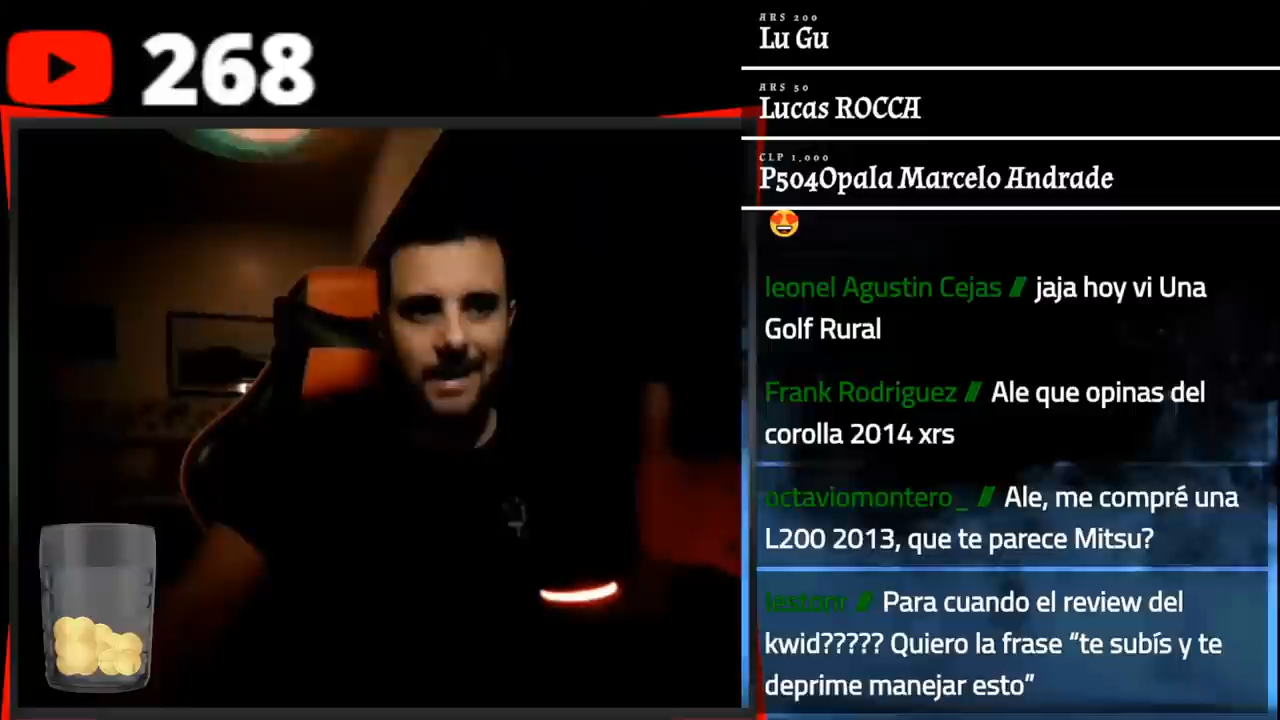 268
ARS 200
Lu Gu
ARS 50
Lucas ROCCA
CLP 1,000
P504Opala Marcelo Andrade
leonel Agustin Cejas // jaja hoy vi Una
Golf Rural
Frank Rodriguez // Ale que opinas del
corolla 2014 xrs
octaviomontero_ // Ale, me compré una
L200 2013, que te parece Mitsu?
// Para cuando el review del
kwid????? Quiero la frase “te subís y te
deprime manejar esto”